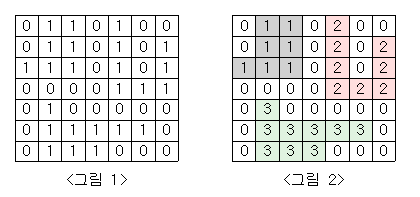 0 1 1 0 1 0 0
0 1 1 0 1 0 1
1 1 1 0 1 0 1
0 0 0 0 1 1 1
0 1 0 0 0 0 0
0 1 1 1 1 1 0
0 1 1 1 0 0 0
<그림 1>
0 1 1 0 2 0 0
0 1 1 0 2 0 2
1 1 1 0 2 0 2
0 0 0 0 2 2 2
0 3 0 0 0 0 0
0 3 3 3 3 3 0
0 3 3 3 0 0 0
<그림 2>